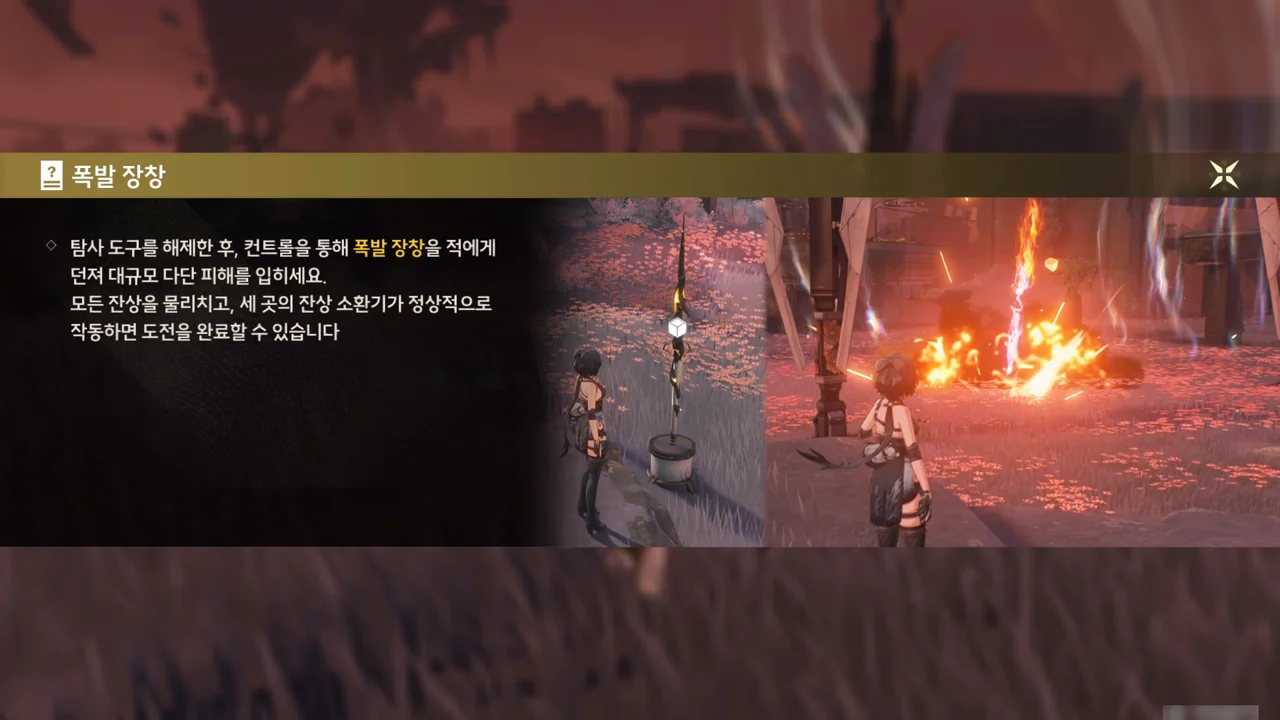 폭발 장창
탐사 도구를 해제한 후, 컨트롤을 통해 폭발 장창을 적에게
던져 대규모 다단 피해를 입히세요.
모든 잔상을 물리치고, 세 곳의 잔상 소환기가 정상적으로
작동하면 도전을 완료할 수 있습니다